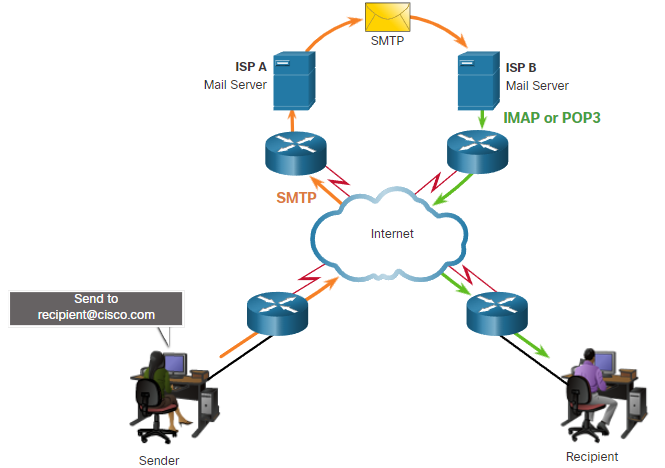 SMTP
ISP A
Mail Server
ISP B
Mail Server
IMAP or POP3
SMTP
Internet
Send to
recipient@cisco.com
Sender
Recipient